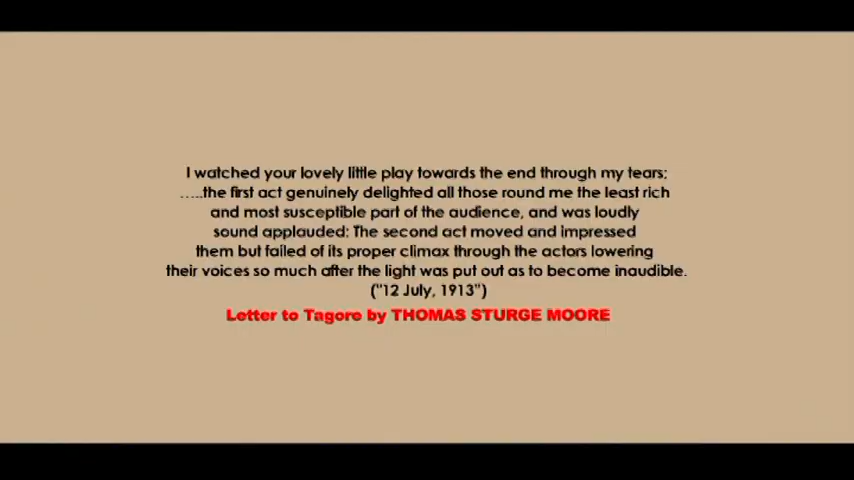 I watched your lovely little play towards the end through my tears;
…..the first act genuinely delighted all those round me the least rich
and most susceptible part of the audience, and was loudly
sound applauded: The second act moved and impressed
them but failed of its proper climax through the actors lowering
their voices so much after the light was put out as to become inaudible.
("12 July, 1913")
Letter to Tagore by THOMAS STURGE MOORE